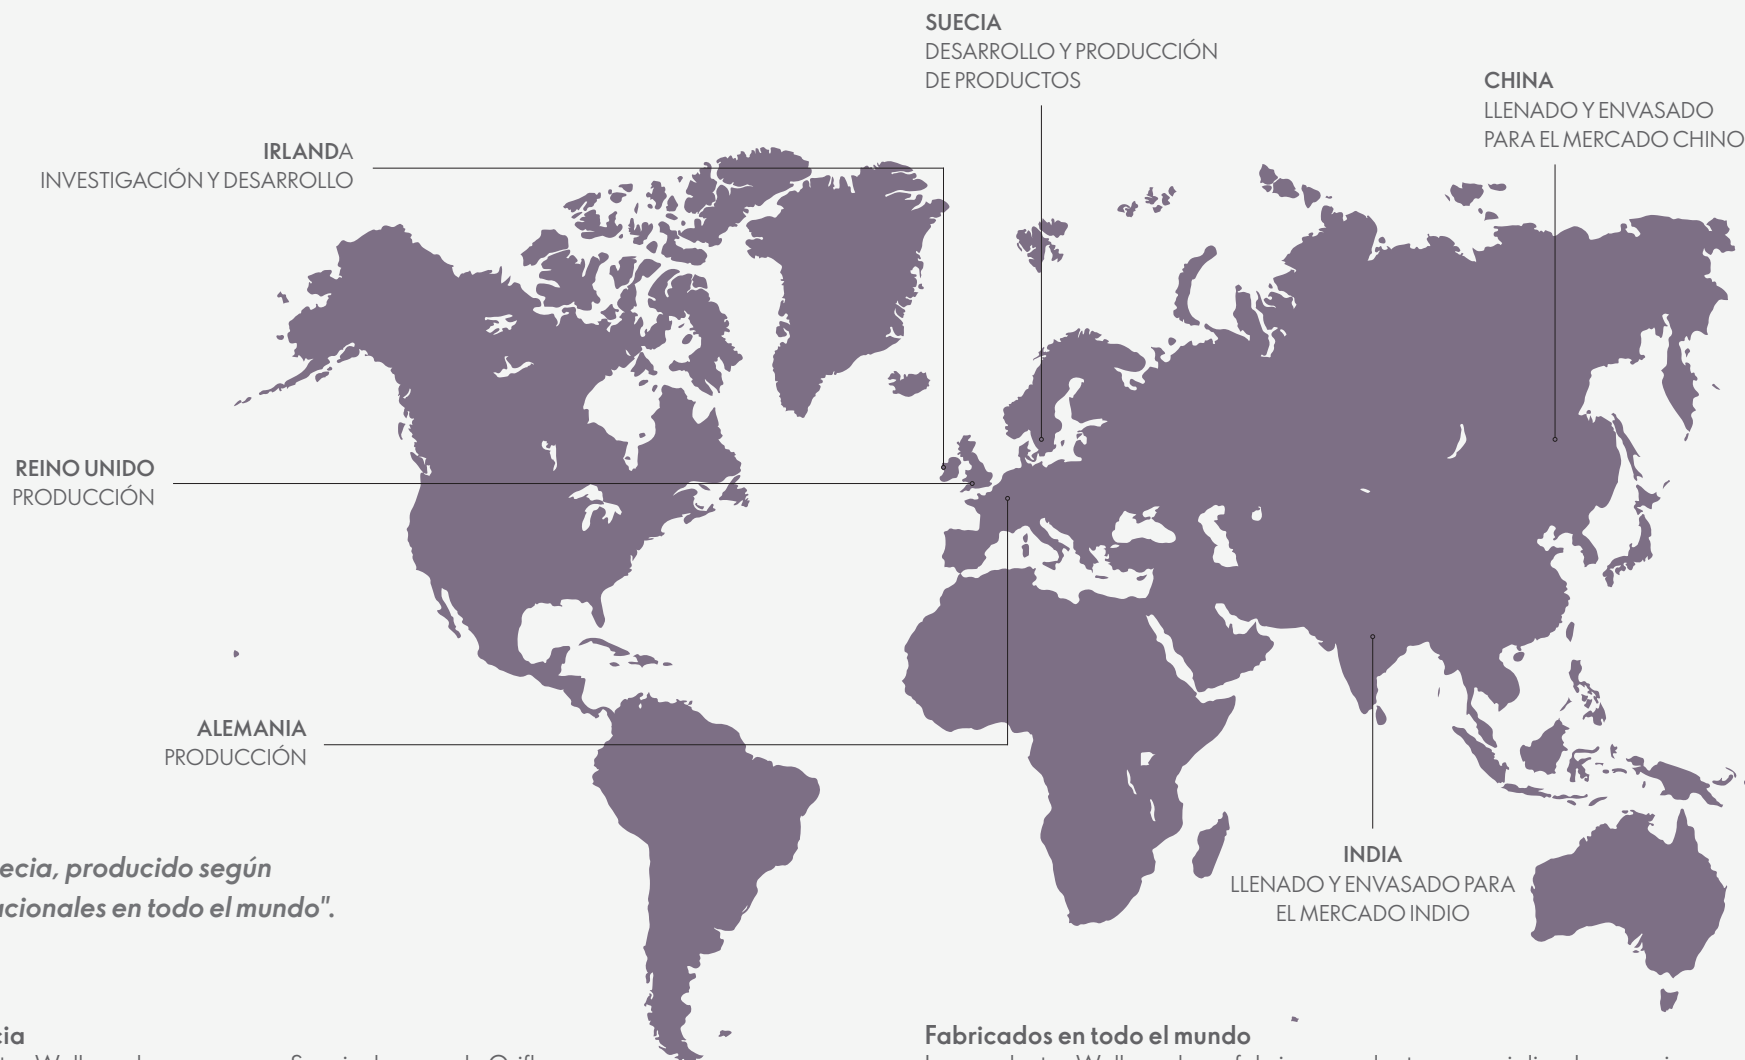 SUECIA
DESARROLLO Y PRODUCCIÓN
DE PRODUCTOS
CHINA
LLENADO Y ENVASADO
PARA EL MERCADO CHINO
IRLANDA
INVESTIGACIÓN Y DESARROLLO
REINO UNIDO
PRODUCCIÓN
ALEMANIA
PRODUCCIÓN
INDIA
LLENADO Y ENVASADO PARA
EL MERCADO INDIO
ecia, producido según
acionales en todo el mundo".
cia
Fabricados en todo el mundo